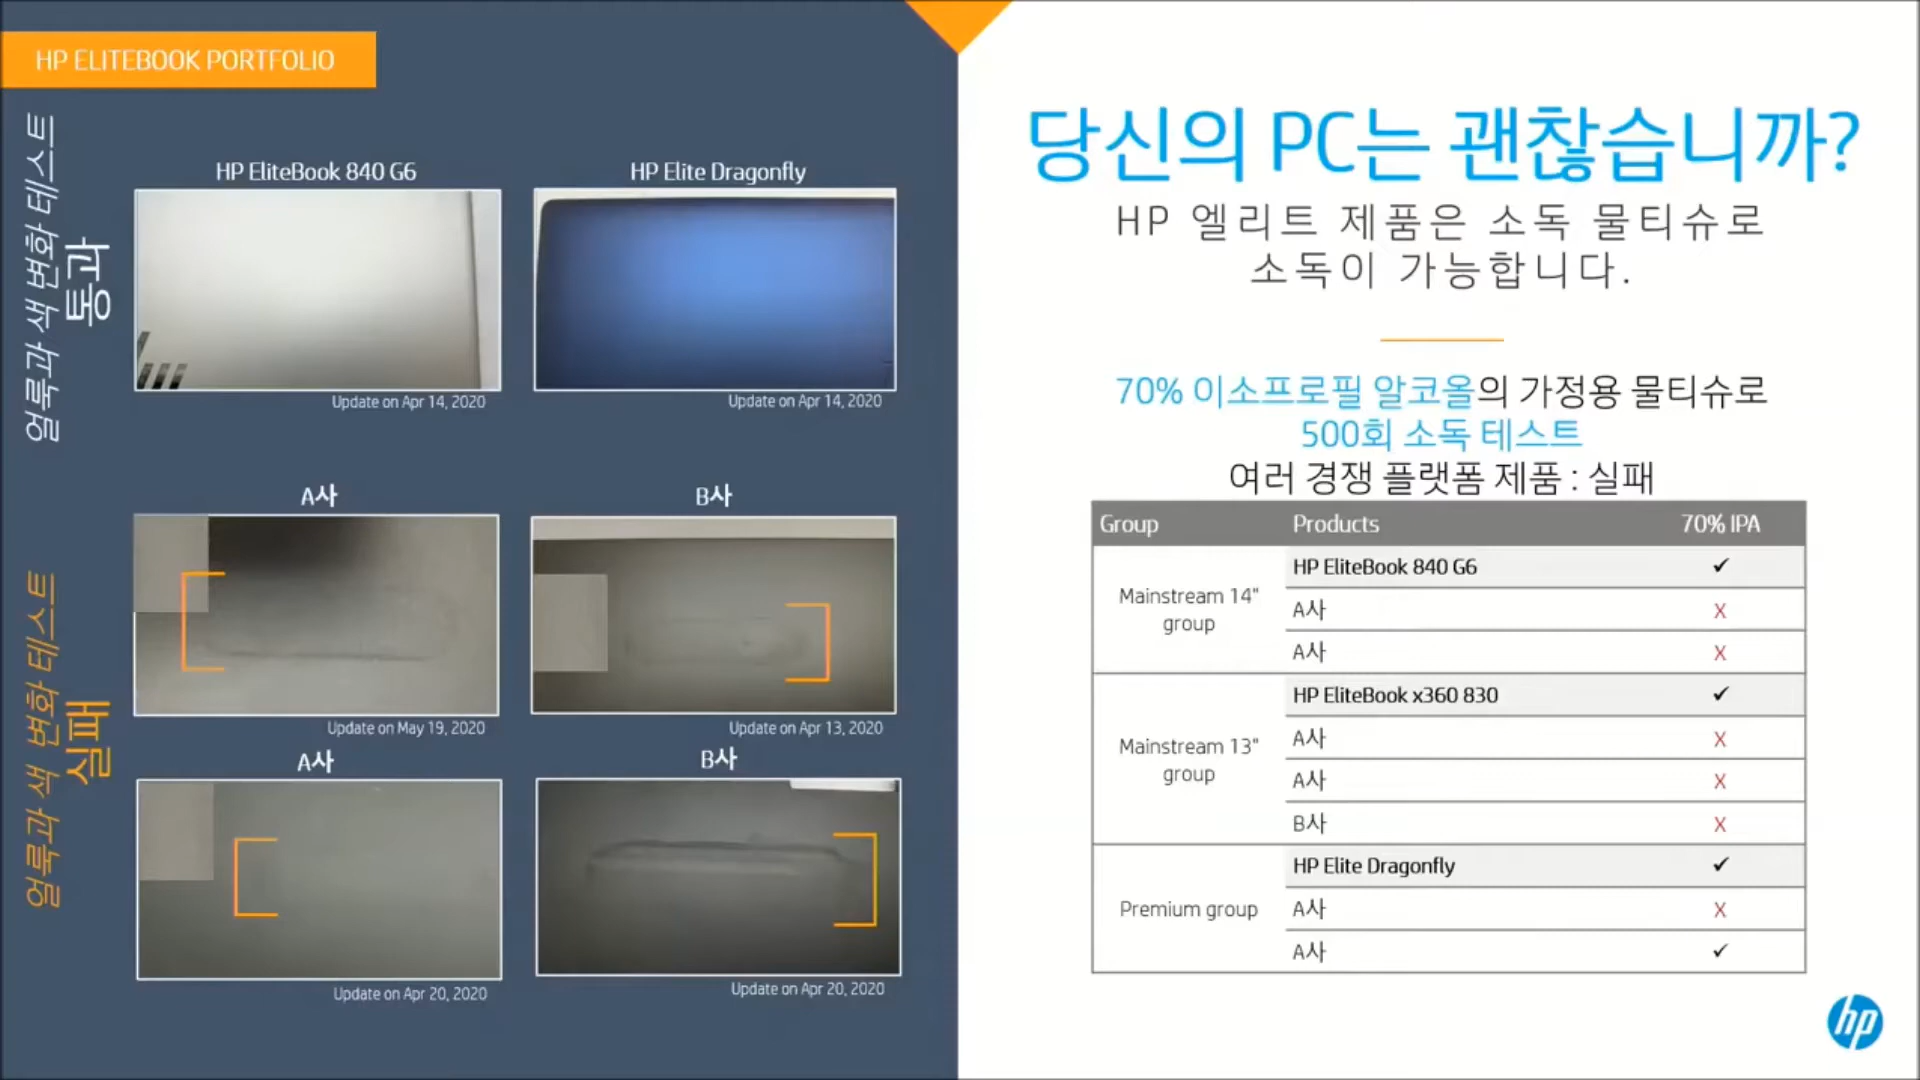 HP ELITEBOOK PORTFOLIO
얼룩과 색 변화 테스트
통과
HP EliteBook 840 G6
HP Elite Dragonfly
Update on Apr 14, 2020
Update on Apr 14, 2020
얼룩과 색 변화 테스트
실패
A사
B사
Update on May 19, 2020
Update on Apr 13, 2020
A사
B사
Update on Apr 20, 2020
Update on Apr 20, 2020
당신의 PC는 괜찮습니까?
HP 엘리트 제품은 소독 물티슈로
소독이 가능합니다.
70% 이소프로필 알코올의 가정용 물티슈로
500회 소독 테스트
여러 경쟁 플랫폼 제품 : 실패
Group Products 70% IPA
Mainstream 14"
group
HP EliteBook 840 G6 ✓
A사 X
A사 X
Mainstream 13"
group
HP EliteBook x360 830 ✓
A사 X
A사 X
B사 X
Premium group
HP Elite Dragonfly ✓
A사 X
A사 ✓
hp